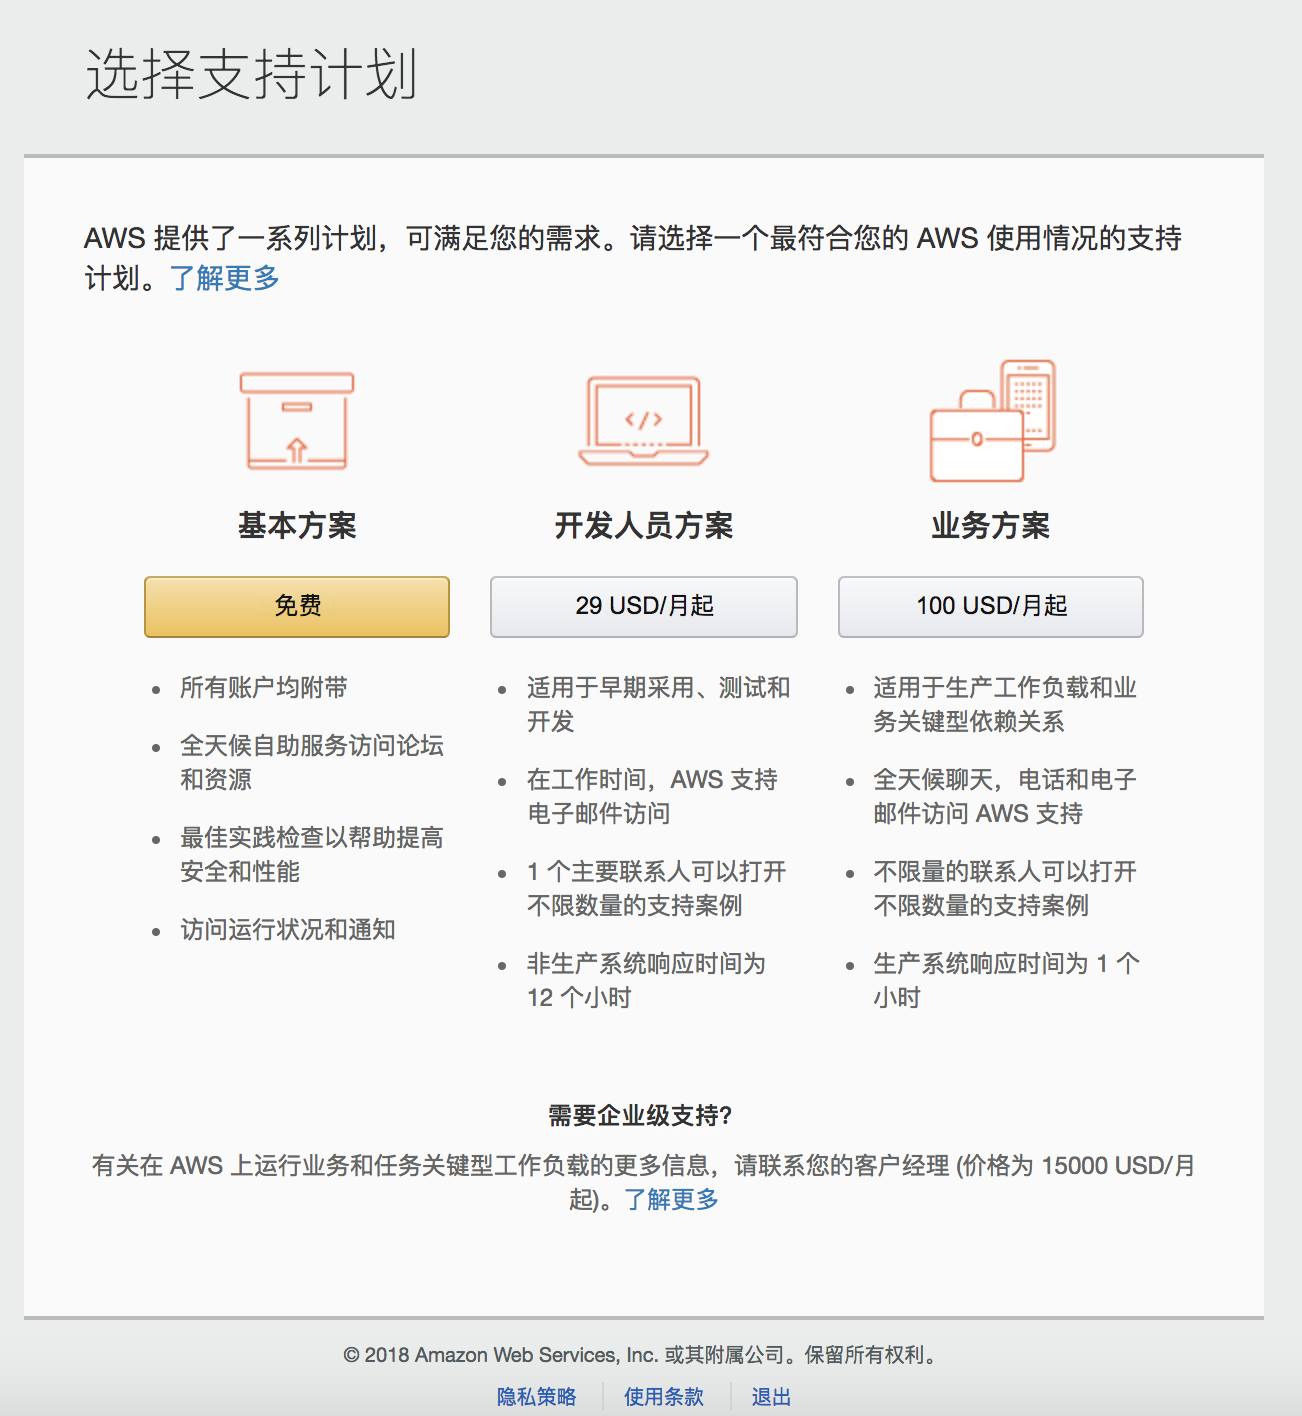 选择支持计划
AWS 提供了一系列计划，可满足您的需求。请选择一个最符合您的 AWS 使用情况的支持
计划。了解更多
</>
基本方案
开发人员方案
业务方案
免费
29 USD/月起
100 USD/月起
所有账户均附带
全天候自助服务访问论坛
和资源
最佳实践检查以帮助提高
安全和性能
访问运行状况和通知
适用于早期采用、测试和
开发
在工作时间，AWS 支持
电子邮件访问
1 个主要联系人可以打开
不限数量的支持案例
非生产系统响应时间为
12 个小时
适用于生产工作负载和业
务关键型依赖关系
全天候聊天，电话和电子
邮件访问 AWS 支持
不限量的联系人可以打开
不限数量的支持案例
生产系统响应时间为 1 个
小时
需要企业级支持?
有关在 AWS 上运行业务和任务关键型工作负载的更多信息，请联系您的客户经理 (价格为 15000 USD/月
起)。了解更多
© 2018 Amazon Web Services, Inc. 或其附属公司。保留所有权利。
隐私策略
使用条款
退出